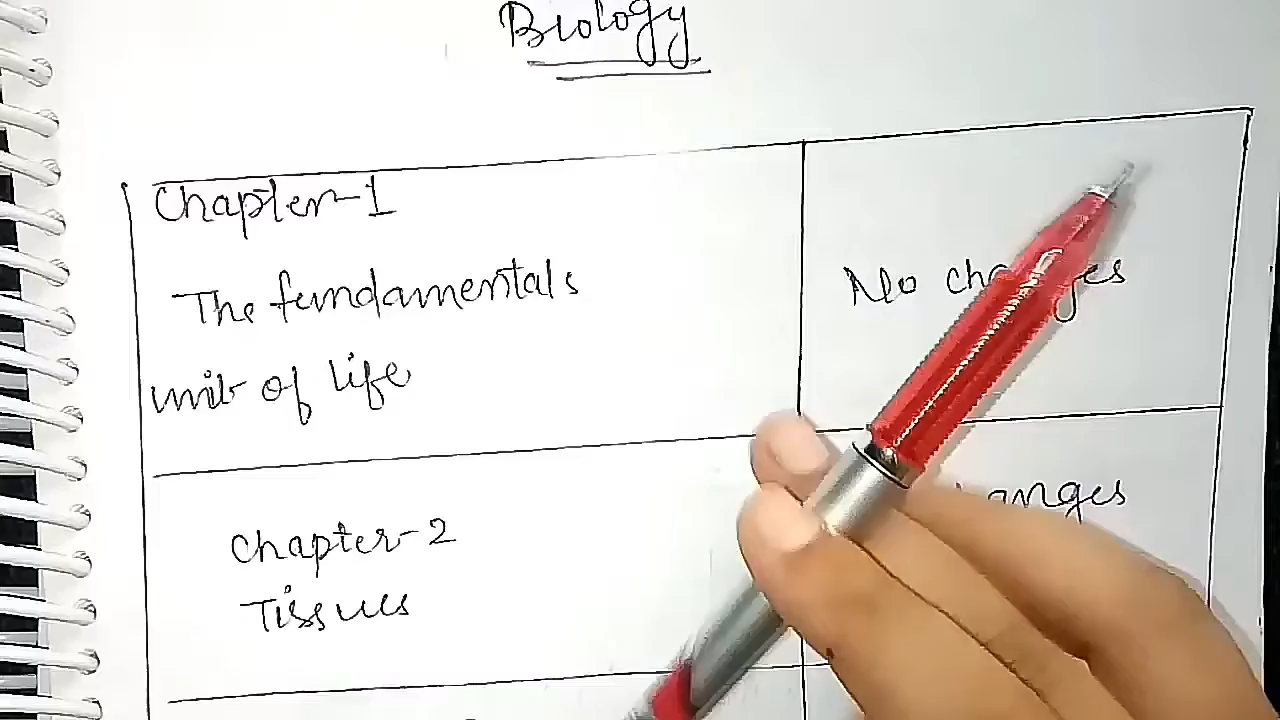 Biology
Chapter-1
The fundamentals
unit of life
No changes
Chapter-2
Tissues